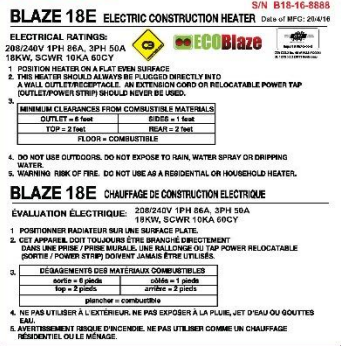 S/N B18-16-8888
BLAZE 18E ELECTRIC CONSTRUCTION HEATER Date of MFG: 20/4/16
ELECTRICAL RATINGS:
208/240V 1PH 86A, 3PH 50A
18KW, SCWR 10KA 60CY
ECOBlaze
1 POSITION HEATER ON A FLAT EVEN SURFACE
2. THIS HEATER SHOULD ALWAYS BE PLUGGED DIRECTLY INTO
A WALL OUTLET/RECEPTACLE. AN EXTENSION CORD OR RELOCATABLE POWER TAP
(OUTLET/POWER STRIP) SHOULD NEVER BE USED.
3.
MINIMUM CLEARANCES FROM COMBUSTIBLE MATERIALS
OUTLET = 6 feet SIDES = 1 feet
TOP = 2 feet REAR = 2 feet
FLOOR = COMBUSTIBLE
4. DO NOT USE OUTDOORS. DO NOT EXPOSE TO RAIN, WATER SPRAY OR DRIPPING
WATER.
5. WARNING RISK OF FIRE. DO NOT USE AS A RESIDENTIAL OR HOUSEHOLD HEATER.
BLAZE 18E CHAUFFAGE DE CONSTRUCTION ELECTRIQUE
ÉVALUATION ÉLECTRIQUE: 208/240V 1PH 86A, 3PH 50A
18KW, SCWR 10KA 60CY
1 POSITIONNER RADIATEUR SUR UNE SURFACE PLATE.
2. CET APPAREIL DOIT TOUJOURS ÊTRE BRANCHÉ DIRECTEMENT
DANS UNE PRISE / PRISE MURALE. UNE RALLONGE OU TAP POWER RELOCATABLE
(SORTIE / POWER STRIP) DOIVENT JAMAIS ÊTRE UTILISÉS.
3.
DÉGAGEMENTS DES MATÉRIAUX COMBUSTIBLES
sortie = 6 pieds côtés = 1 pieds
top = 2 pieds arrière = 2 pieds
plancher = combustible
4. NE PAS UTILISER À L'EXTÉRIEUR. NE PAS EXPOSER À LA PLUIE, JET D'EAU OU GOUTTES
EAU.
5. AVERTISSEMENT RISQUE D'INCENDIE. NE PAS UTILISER COMME UN CHAUFFAGE
RÉSIDENTIEL OU LE MÉNAGE.